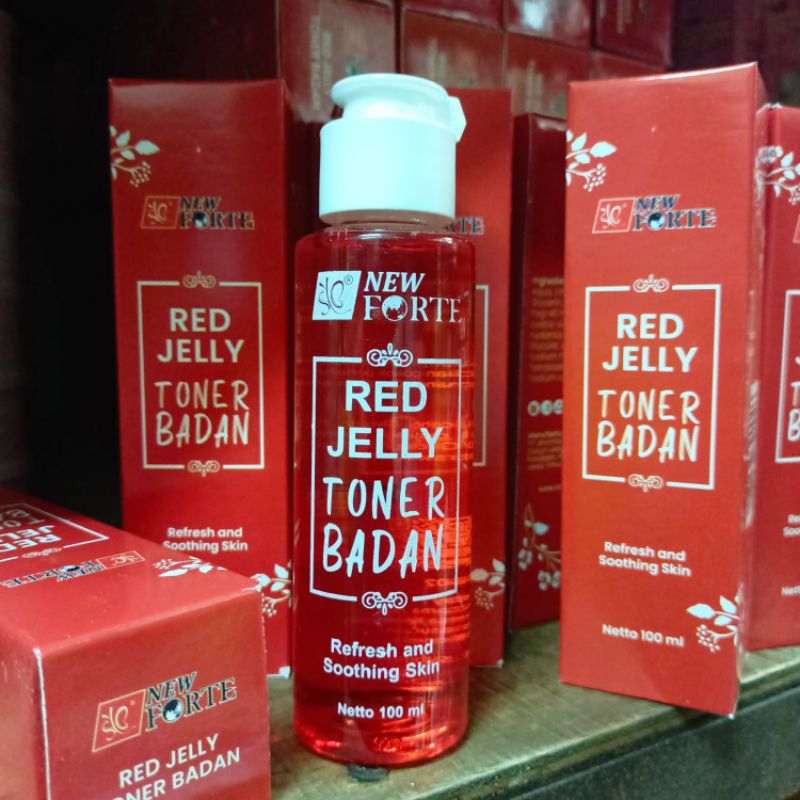 NEW
FORTE
RED
JELLY
TONER
BADAN
Refresh and
Soothing Skin
NEW
FORTE
RED
JELLY
TONER
BADAN
Refresh and
Soothing Skin
Netto 100 ml
NEW
FORTE
RED
JELLY
TONER
BADAN
Refresh and
Soothing Skin
Netto 100 ml
NEW
FORTE
RED JELLY
TONER BADAN